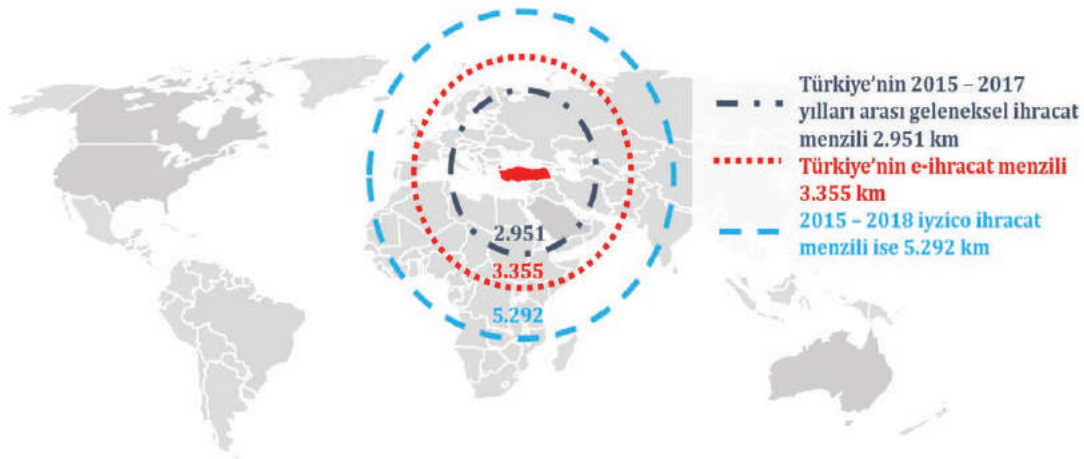 Türkiye'nin 2015 – 2017
yılları arası geleneksel ihracat
menzili 2.951 km
Türkiye'nin e-ihracat menzili
3.355 km
2015 – 2018 iyzico ihracat
menzili ise 5.292 km
2.951
3.355
5.292